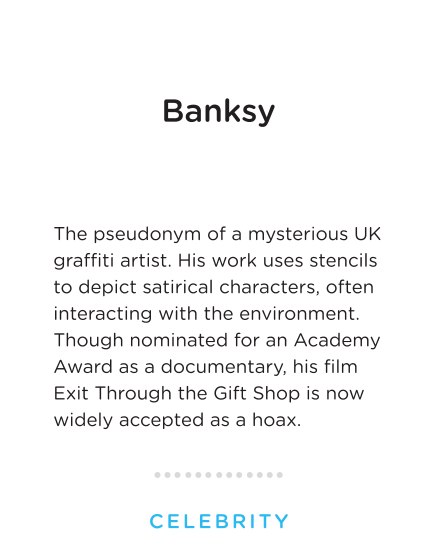 Banksy
The pseudonym of a mysterious UK
graffiti artist. His work uses stencils
to depict satirical characters, often
interacting with the environment.
Though nominated for an Academy
Award as a documentary, his film
Exit Through the Gift Shop is now
widely accepted as a hoax.
CELEBRITY